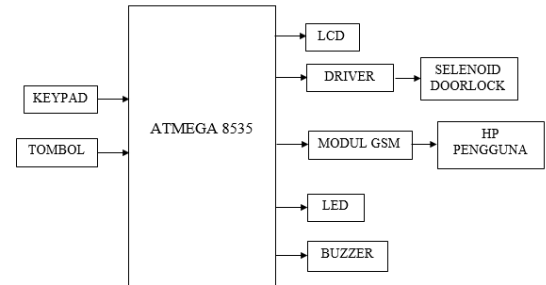 KEYPAD
TOMBOL
ATMEGA 8535
LCD
DRIVER
SELENOID
DOORLOCK
MODUL GSM
HP
PENGGUNA
LED
BUZZER